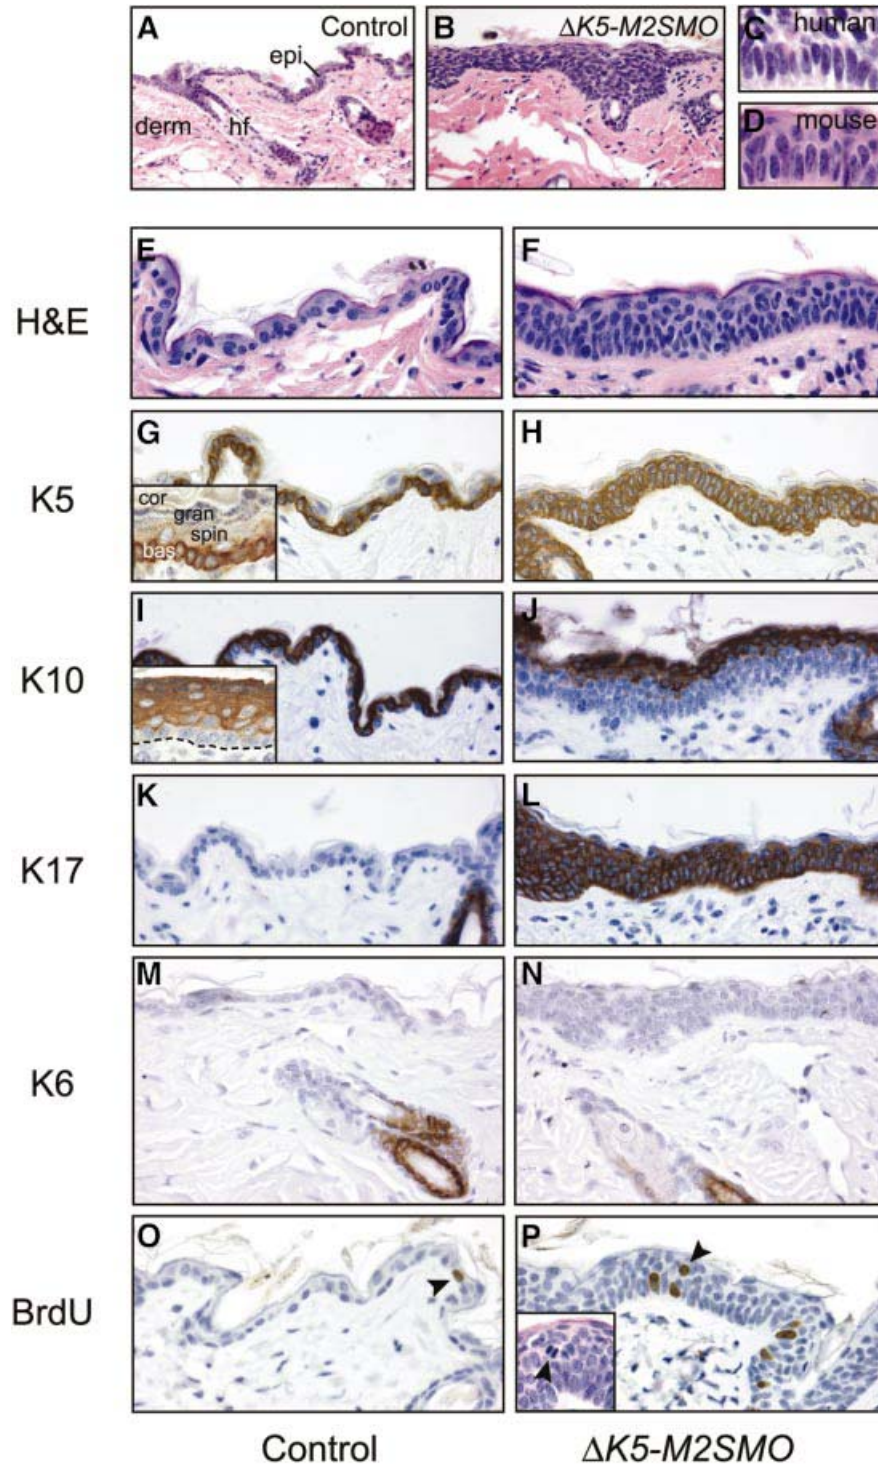 A Control
epi
derm hf
B ΔK5-M2SMO
C human
D mouse
H&E
E
F
K5
G
cor
gran
spin
bas
H
K10
I
J
K17
K
L
K6
M
N
BrdU
O
P
Control ΔK5-M2SMO